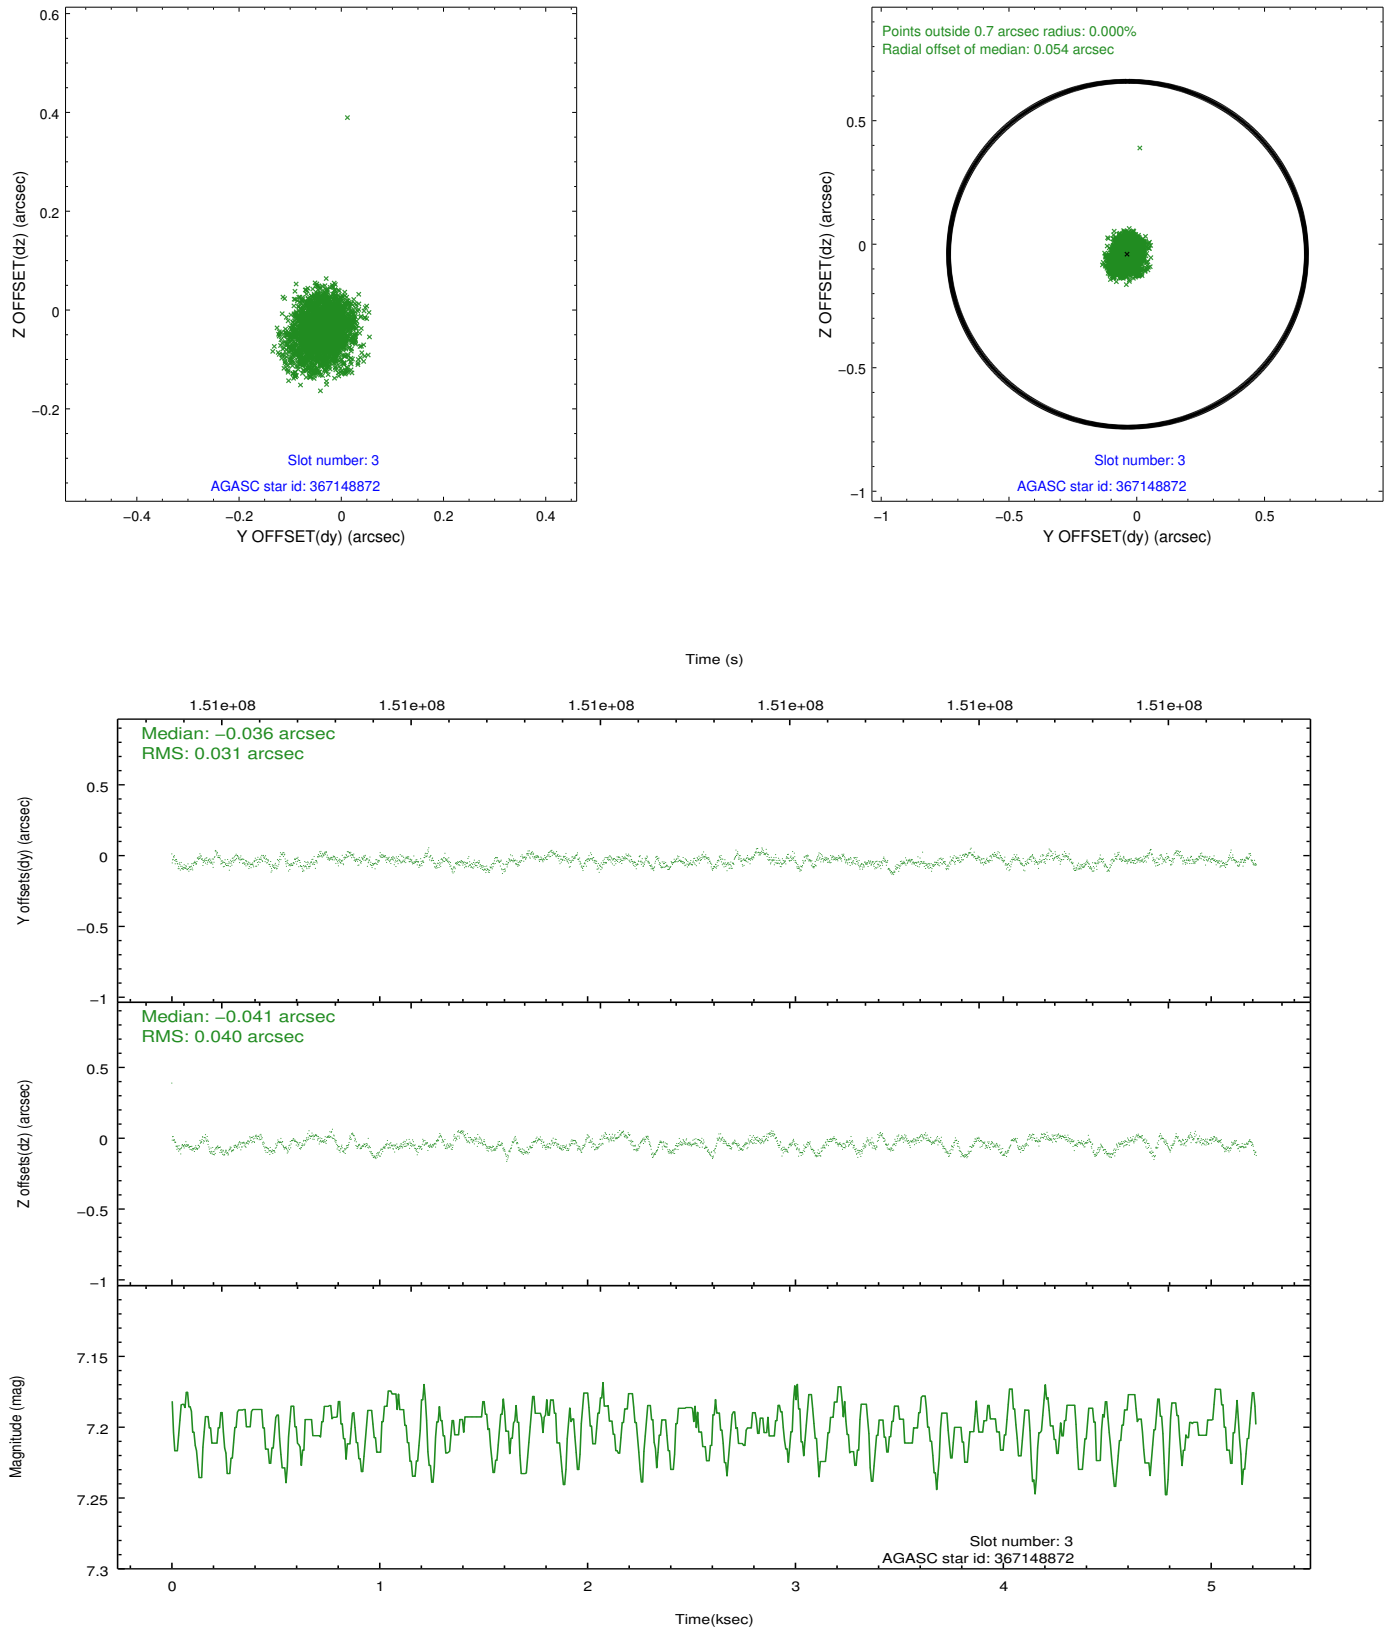 0.6
0.4
0.2
0
−0.2
Z OFFSET(dz) (arcsec)
Slot number: 3
AGASC star id: 367148872
−0.4 −0.2 0 0.2 0.4
Y OFFSET(dy) (arcsec)
Points outside 0.7 arcsec radius: 0.000%
Radial offset of median: 0.054 arcsec
0.5
0
−0.5
−1
Z OFFSET(dz) (arcsec)
Slot number: 3
AGASC star id: 367148872
−1 −0.5 0 0.5
Y OFFSET(dy) (arcsec)
Time (s)
1.51e+08 1.51e+08 1.51e+08 1.51e+08 1.51e+08 1.51e+08
Median: −0.036 arcsec
RMS: 0.031 arcsec
0.5
0
−0.5
−1
Y offsets(dy) (arcsec)
Median: −0.041 arcsec
RMS: 0.040 arcsec
0.5
0
−0.5
−1
Z offsets(dz) (arcsec)
7.15
7.2
7.25
7.3
Magnitude (mag)
Slot number: 3
AGASC star id: 367148872
0 1 2 3 4 5
Time(ksec)